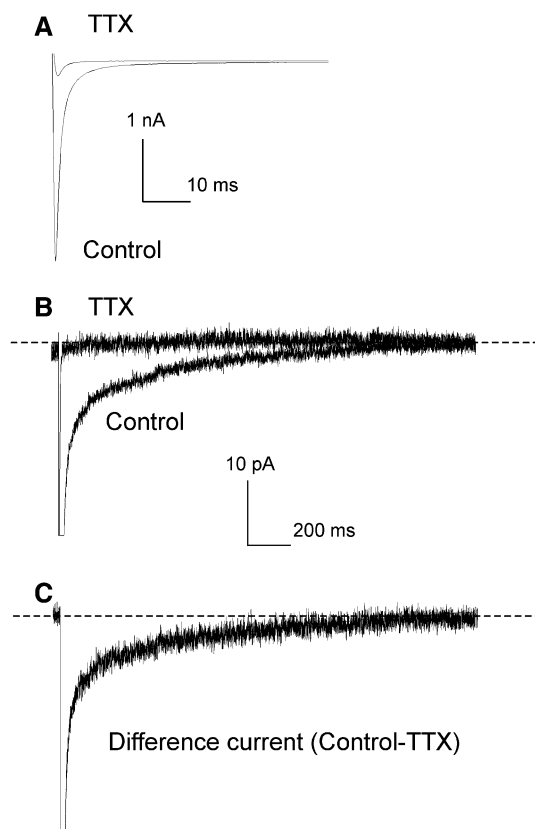 A TTX
1 nA
10 ms
Control
B TTX
Control
10 pA
200 ms
C
Difference current (Control-TTX)